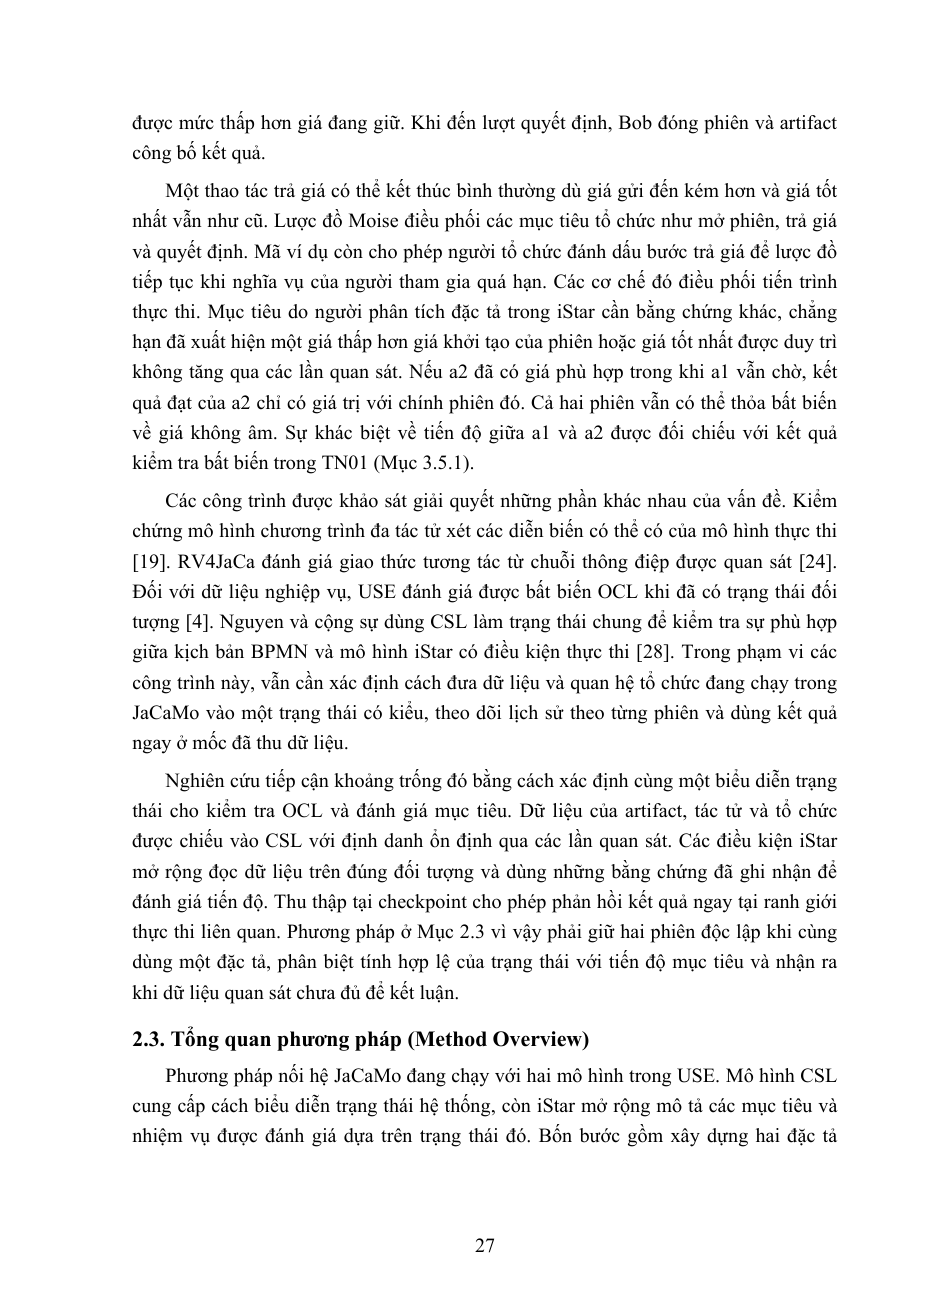 được mức thấp hơn giá đang giữ. Khi đến lượt quyết định, Bob đóng phiên và artifact
công bố kết quả.
Một thao tác trả giá có thể kết thúc bình thường dù giá gửi đến kém hơn và giá tốt
nhất vẫn như cũ. Lược đồ Moise điều phối các mục tiêu tổ chức như mở phiên, trả giá
và quyết định. Mã ví dụ còn cho phép người tổ chức đánh dấu bước trả giá để lược đồ
tiếp tục khi nghĩa vụ của người tham gia quá hạn. Các cơ chế đó điều phối tiến trình
thực thi. Mục tiêu do người phân tích đặc tả trong iStar cần bằng chứng khác, chẳng
hạn đã xuất hiện một giá thấp hơn giá khởi tạo của phiên hoặc giá tốt nhất được duy trì
không tăng qua các lần quan sát. Nếu a2 đã có giá phù hợp trong khi a1 vẫn chờ, kết
quả đạt của a2 chỉ có giá trị với chính phiên đó. Cả hai phiên vẫn có thể thỏa bất biến
về giá không âm. Sự khác biệt về tiến độ giữa a1 và a2 được đối chiếu với kết quả
kiểm tra bất biến trong TN01 (Mục 3.5.1).
Các công trình được khảo sát giải quyết những phần khác nhau của vấn đề. Kiểm
chứng mô hình chương trình đa tác tử xét các diễn biến có thể có của mô hình thực thi
[19]. RV4JaCa đánh giá giao thức tương tác từ chuỗi thông điệp được quan sát [24].
Đối với dữ liệu nghiệp vụ, USE đánh giá được bất biến OCL khi đã có trạng thái đối
tượng [4]. Nguyen và cộng sự dùng CSL làm trạng thái chung để kiểm tra sự phù hợp
giữa kịch bản BPMN và mô hình iStar có điều kiện thực thi [28]. Trong phạm vi các
công trình này, vẫn cần xác định cách đưa dữ liệu và quan hệ tổ chức đang chạy trong
JaCaMo vào một trạng thái có kiểu, theo dõi lịch sử theo từng phiên và dùng kết quả
ngay ở mốc đã thu dữ liệu.
Nghiên cứu tiếp cận khoảng trống đó bằng cách xác định cùng một biểu diễn trạng
thái cho kiểm tra OCL và đánh giá mục tiêu. Dữ liệu của artifact, tác tử và tổ chức
được chiếu vào CSL với định danh ổn định qua các lần quan sát. Các điều kiện iStar
mở rộng đọc dữ liệu trên đúng đối tượng và dùng những bằng chứng đã ghi nhận để
đánh giá tiến độ. Thu thập tại checkpoint cho phép phản hồi kết quả ngay tại ranh giới
thực thi liên quan. Phương pháp ở Mục 2.3 vì vậy phải giữ hai phiên độc lập khi cùng
dùng một đặc tả, phân biệt tính hợp lệ của trạng thái với tiến độ mục tiêu và nhận ra
khi dữ liệu quan sát chưa đủ để kết luận.
2.3. Tổng quan phương pháp (Method Overview)
Phương pháp nối hệ JaCaMo đang chạy với hai mô hình trong USE. Mô hình CSL
cung cấp cách biểu diễn trạng thái hệ thống, còn iStar mở rộng mô tả các mục tiêu và
nhiệm vụ được đánh giá dựa trên trạng thái đó. Bốn bước gồm xây dựng hai đặc tả
27